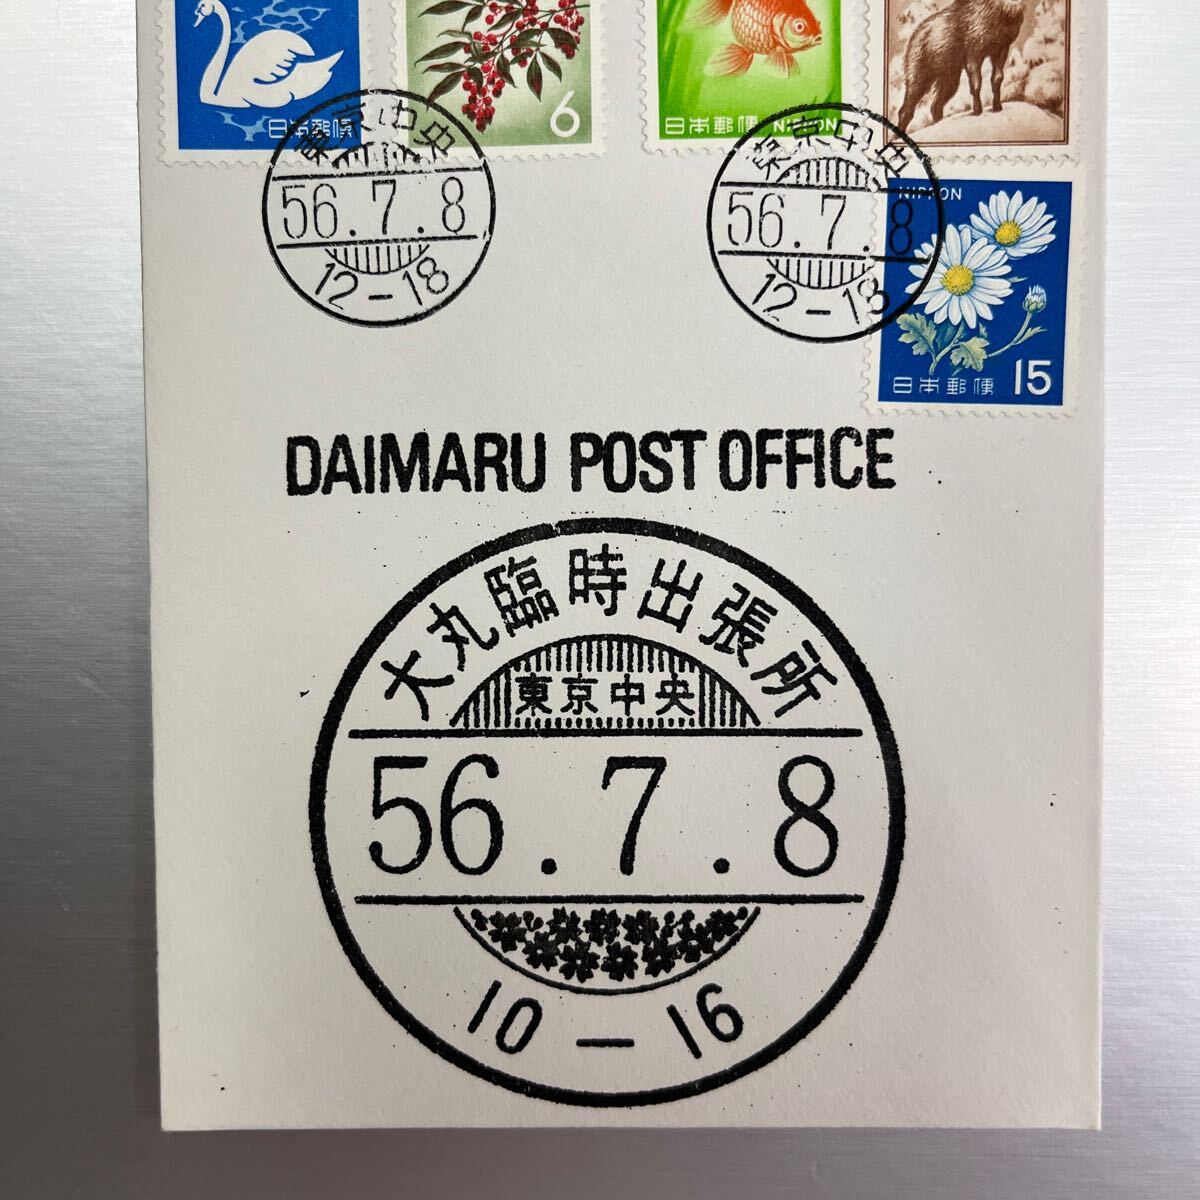 日本郵便
6
日本郵便 NIPPON
東京中央
56.7.8
12-18
東京中央
56.7.8
12-18
NIPPON
日本郵便 15
DAIMARU POST OFFICE
大丸臨時出張所
東京中央
56.7.8
10-16